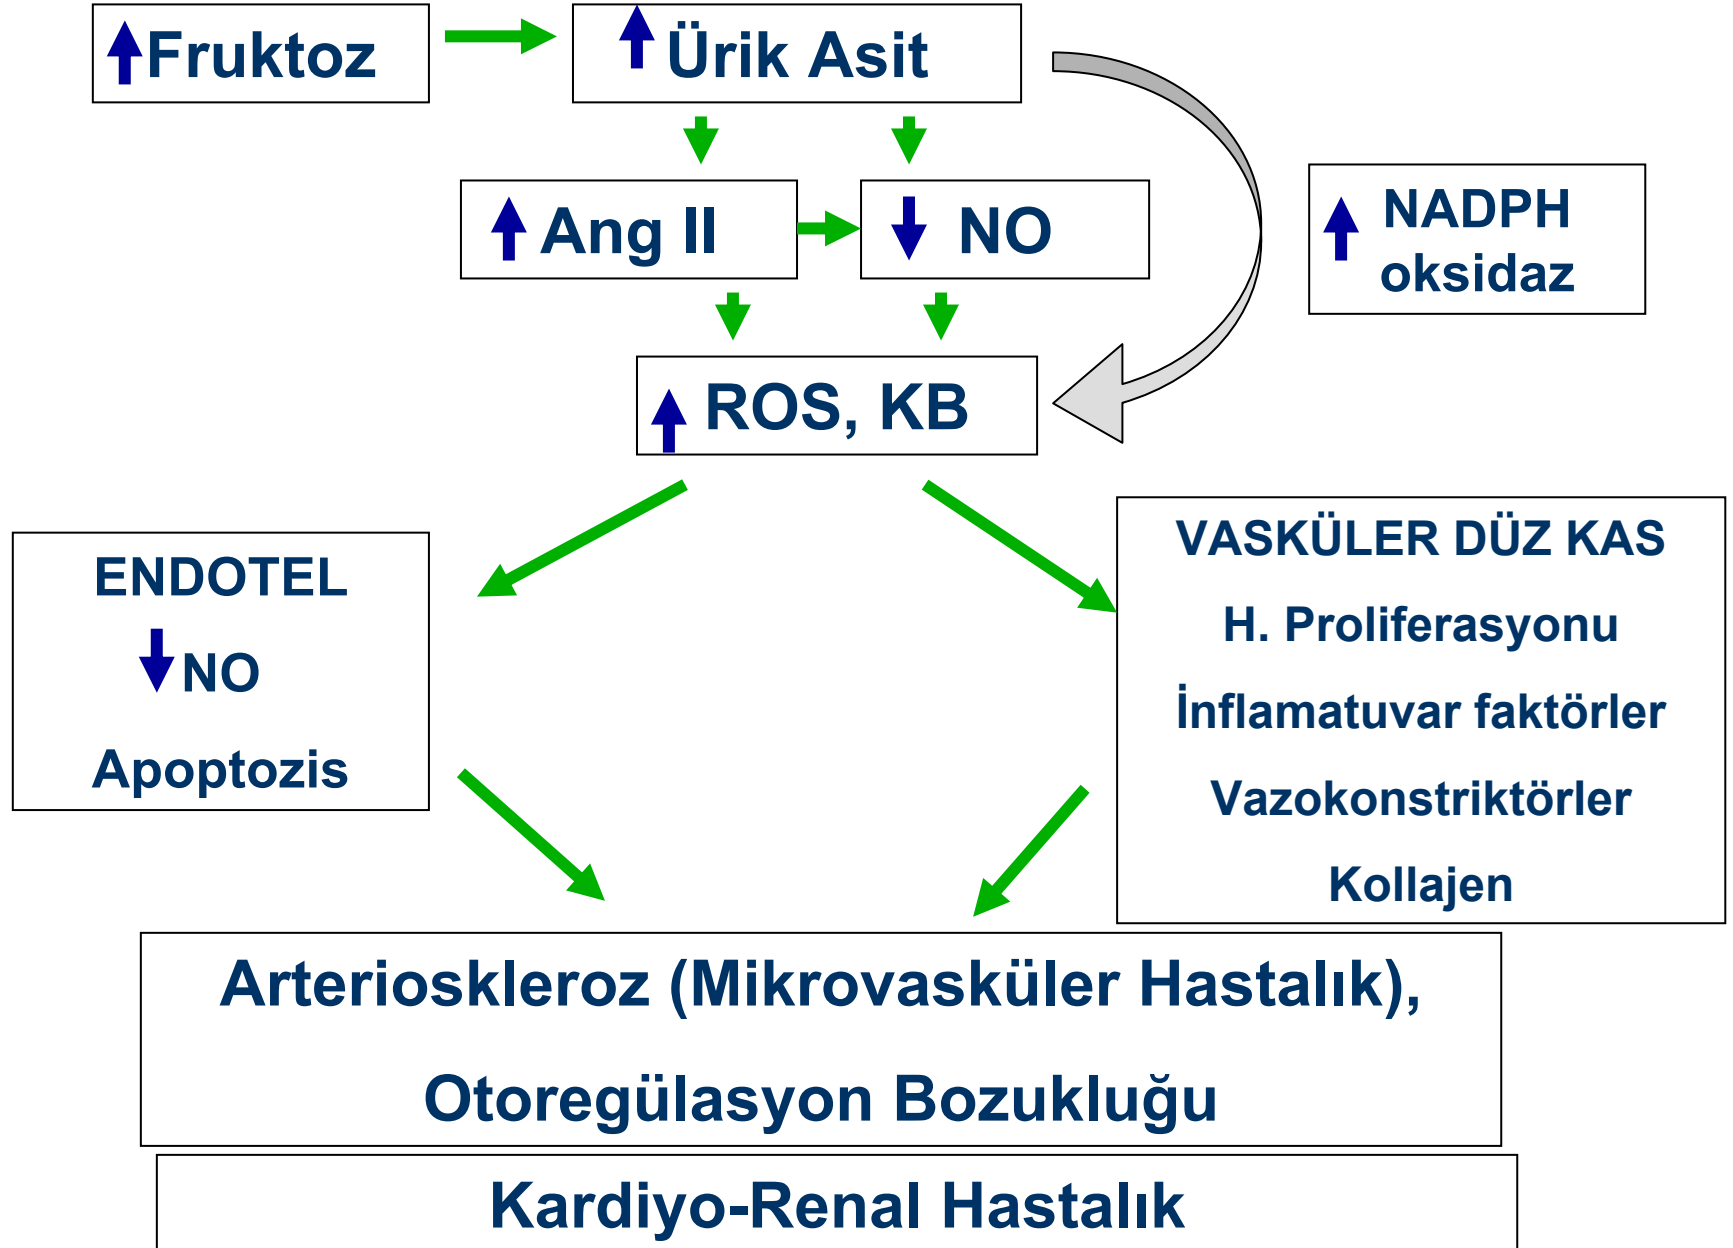 Fruktoz
Ürik Asit
Ang II
NO
NADPH
oksidaz
ROS, KB
ENDOTEL
NO
Apoptozis
VASKÜLER DÜZ KAS
H. Proliferasyonu
İnflamatuvar faktörler
Vazokonstriktörler
Kollajen
Arterioskleroz (Mikrovasküler Hastalık),
Otoregülasyon Bozukluğu
Kardiyo-Renal Hastalık